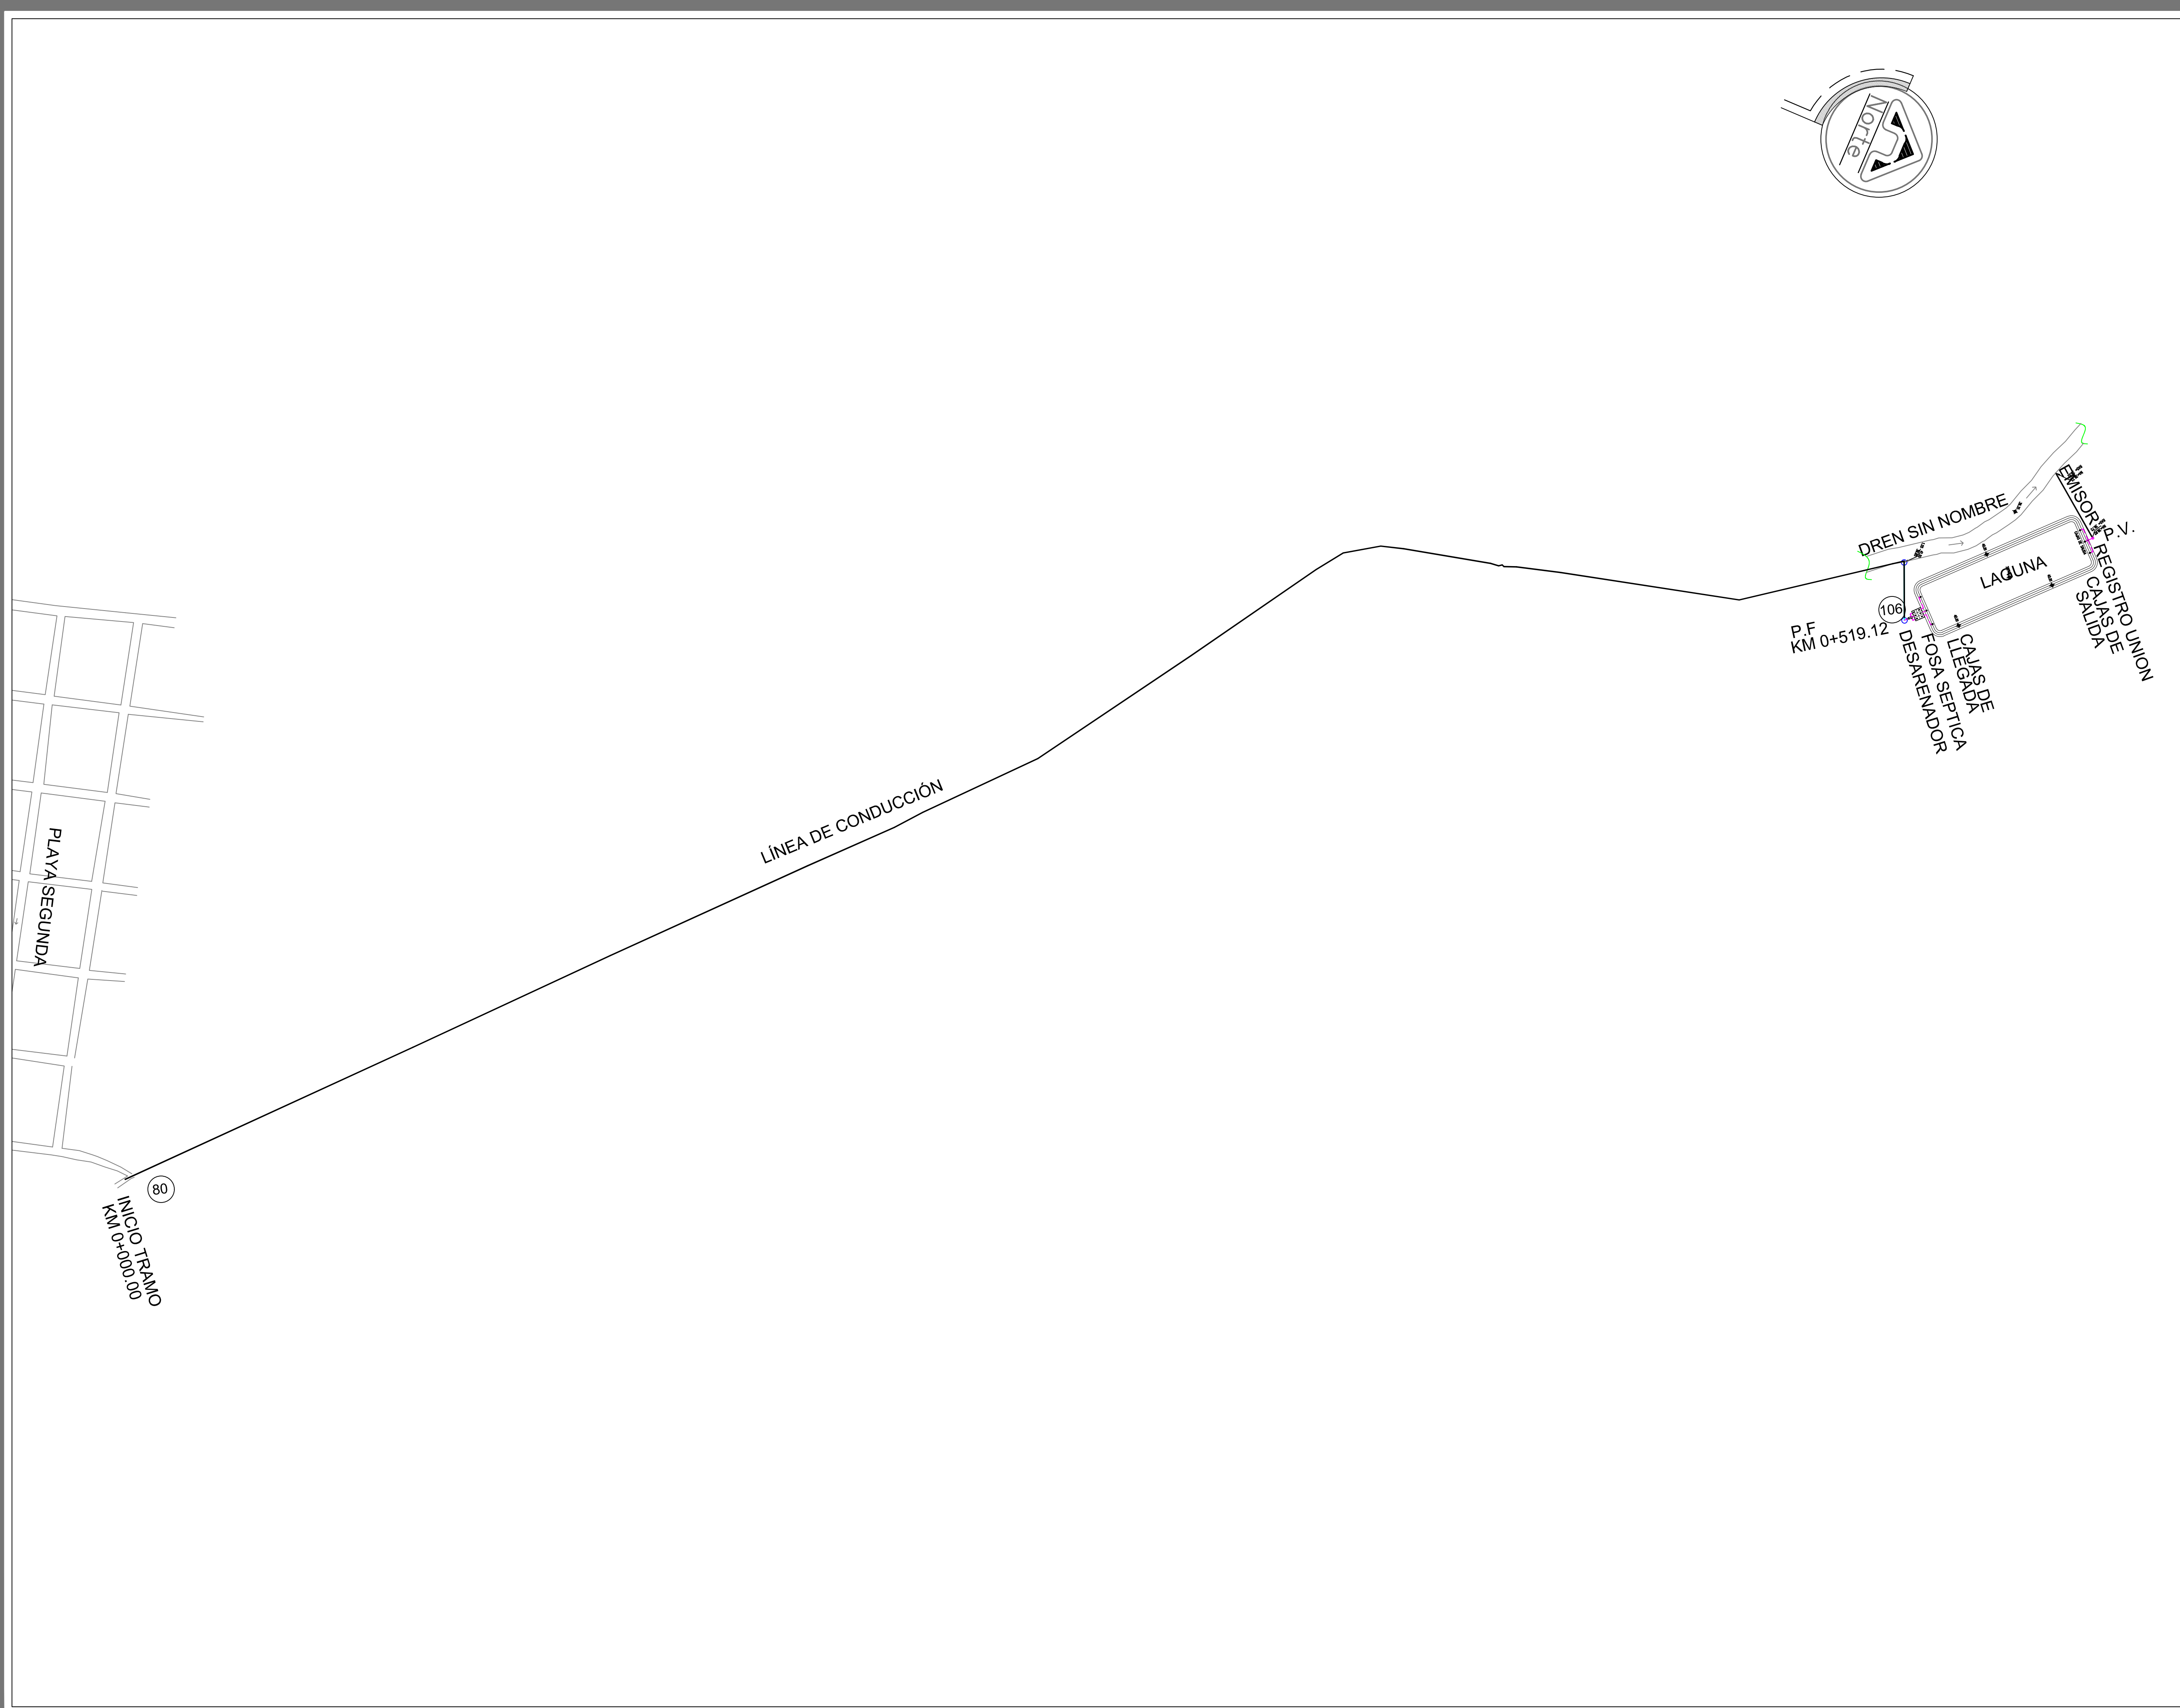 Norte
EMISOR
P.V.
DREN SIN NOMBRE
LAGUNA
REGISTRO UNION
CAJAS DE
SALIDA
106
P.F
KM 0+519.12
CAJAS DE
LLEGADA
FOSA SEPTICA
DESARENADOR
LÍNEA DE CONDUCCIÓN
PLAYA SEGUNDA
80
INICIO TRAMO
KM 0+000.00